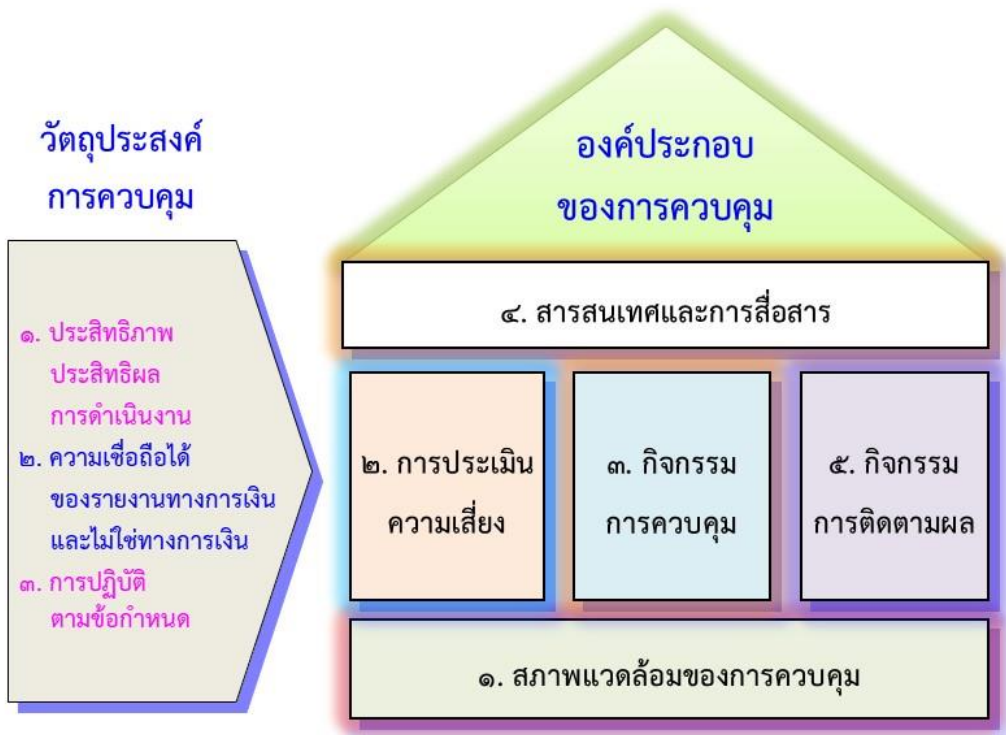 วัตถุประสงค์
การควบคุม
๑. ประสิทธิภาพ
ประสิทธิผล
การดำเนินงาน
๒. ความเชื่อถือได้
ของรายงานทางการเงิน
และไม่ใช่ทางการเงิน
๓. การปฏิบัติ
ตามข้อกำหนด
องค์ประกอบ
ของการควบคุม
๔. สารสนเทศและการสื่อสาร
๒. การประเมิน
ความเสี่ยง
๓. กิจกรรม
การควบคุม
๕. กิจกรรม
การติดตามผล
๑. สภาพแวดล้อมของการควบคุม